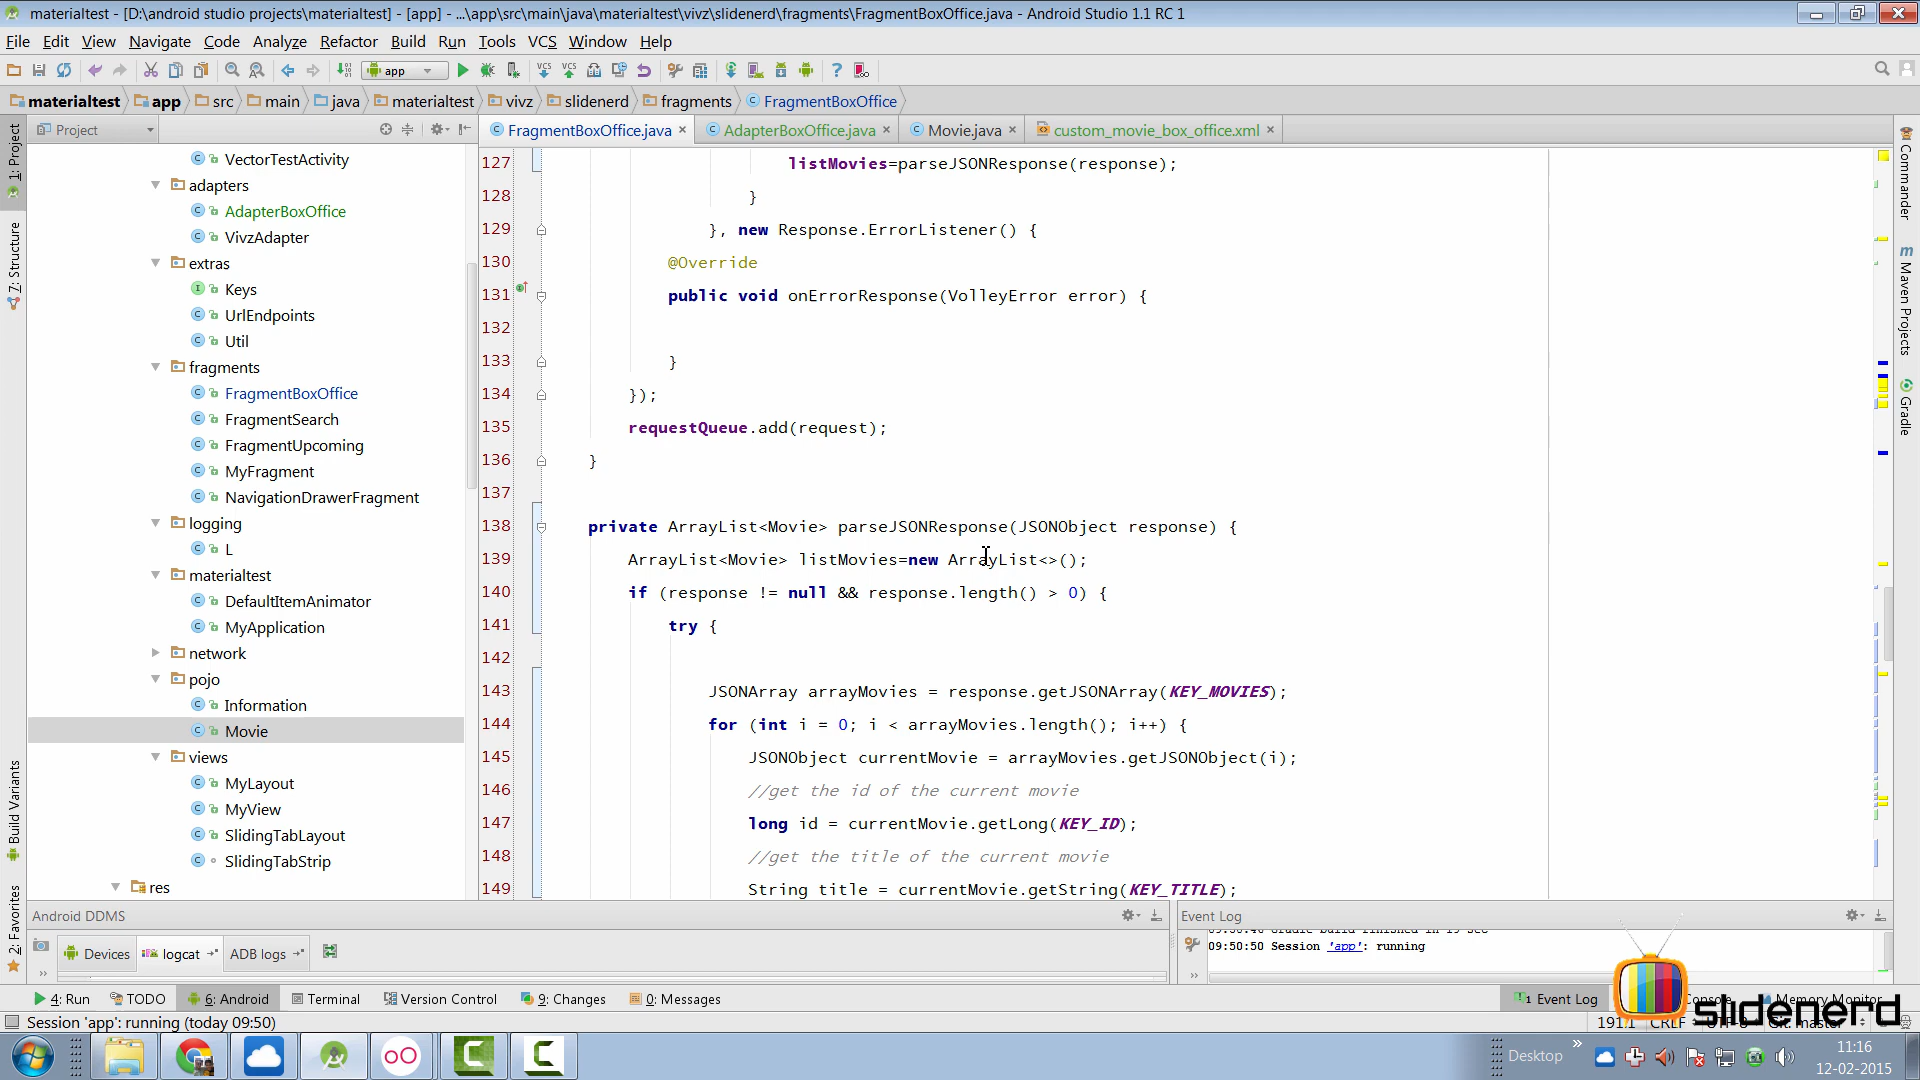 materialtest - [D:\android studio projects\materialtest] - [app] - ...\app\src\main\java\materialtest\vivz\slidenerd\fragments\FragmentBoxOffice.java - Android Studio 1.1 RC 1
File Edit View Navigate Code Analyze Refactor Build Run Tools VCS Window Help
app
materialtest app src main java materialtest vivz slidenerd fragments FragmentBoxOffice
Project
FragmentBoxOffice.java AdapterBoxOffice.java Movie.java custom_movie_box_office.xml
1: Project
7: Structure
Build Variants
2: Favorites
VectorTestActivity
adapters
AdapterBoxOffice
VivzAdapter
extras
Keys
UrlEndpoints
Util
fragments
FragmentBoxOffice
FragmentSearch
FragmentUpcoming
MyFragment
NavigationDrawerFragment
logging
L
materialtest
DefaultItemAnimator
MyApplication
network
pojo
Information
Movie
views
MyLayout
MyView
SlidingTabLayout
SlidingTabStrip
res
127 listMovies=parseJSONResponse(response);
128 }
129 }, new Response.ErrorListener() {
130 @Override
131 public void onErrorResponse(VolleyError error) {
132
133 }
134 });
135 requestQueue.add(request);
136 }
137
138 private ArrayList<Movie> parseJSONResponse(JSONObject response) {
139 ArrayList<Movie> listMovies=new ArrayList<>();
140 if (response != null && response.length() > 0) {
141 try {
142
143 JSONArray arrayMovies = response.getJSONArray(KEY_MOVIES);
144 for (int i = 0; i < arrayMovies.length(); i++) {
145 JSONObject currentMovie = arrayMovies.getJSONObject(i);
146 //get the id of the current movie
147 long id = currentMovie.getLong(KEY_ID);
148 //get the title of the current movie
149 String title = currentMovie.getString(KEY_TITLE);
Commander
Maven Projects
Gradle
Android DDMS
Devices logcat ADB logs
Event Log
09:50:50 Session 'app': running
4: Run TODO 6: Android Terminal Version Control 9: Changes 0: Messages
1 Event Log Console Memory Monitor
Session 'app': running (today 09:50)
191:1 CRLF UTF-8 Git: master
slidenerd
Desktop
11:16
12-02-2015